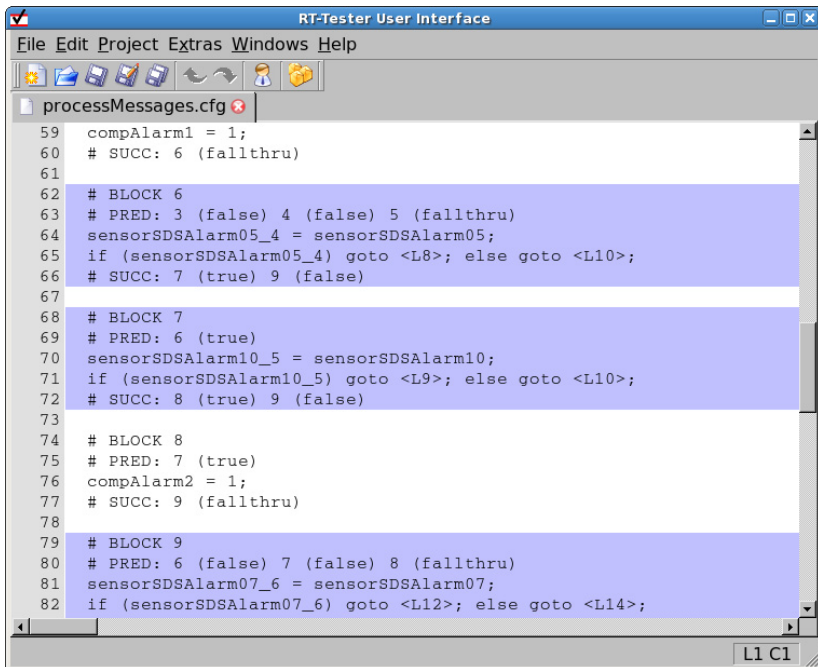 RT-Tester User Interface
File Edit Project Extras Windows Help
processMessages.cfg
59 compAlarm1 = 1;
60 # SUCC: 6 (fallthru)
61
62 # BLOCK 6
63 # PRED: 3 (false) 4 (false) 5 (fallthru)
64 sensorSDSAlarm05_4 = sensorSDSAlarm05;
65 if (sensorSDSAlarm05_4) goto <L8>; else goto <L10>;
66 # SUCC: 7 (true) 9 (false)
67
68 # BLOCK 7
69 # PRED: 6 (true)
70 sensorSDSAlarm10_5 = sensorSDSAlarm10;
71 if (sensorSDSAlarm10_5) goto <L9>; else goto <L10>;
72 # SUCC: 8 (true) 9 (false)
73
74 # BLOCK 8
75 # PRED: 7 (true)
76 compAlarm2 = 1;
77 # SUCC: 9 (fallthru)
78
79 # BLOCK 9
80 # PRED: 6 (false) 7 (false) 8 (fallthru)
81 sensorSDSAlarm07_6 = sensorSDSAlarm07;
82 if (sensorSDSAlarm07_6) goto <L12>; else goto <L14>;
L1 C1